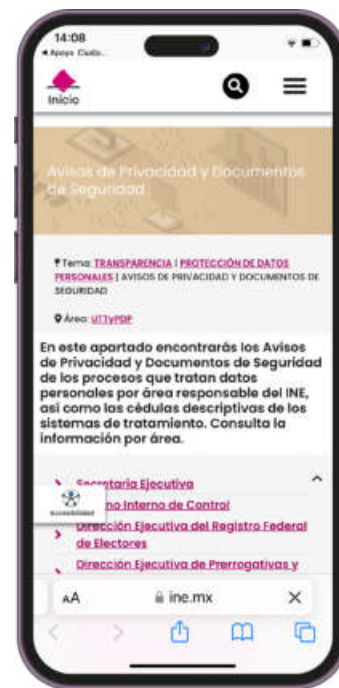 14:08
◀ Apoyo Ciuda...
Inicio
Avisos de Privacidad y Documentos
de Seguridad
Tema: TRANSPARENCIA | PROTECCIÓN DE DATOS
PERSONALES | AVISOS DE PRIVACIDAD Y DOCUMENTOS DE
SEGURIDAD
Área: UTTyPDP
En este apartado encontrarás los Avisos
de Privacidad y Documentos de Seguridad
de los procesos que tratan datos
personales por área responsable del INE,
así como las cédulas descriptivas de los
sistemas de tratamiento. Consulta la
información por área.
Secretaría Ejecutiva
no Interno de Control
Accesibilidad
Dirección Ejecutiva del Registro Federal
de Electores
Dirección Ejecutiva de Prerrogativas y
AA
ine.mx